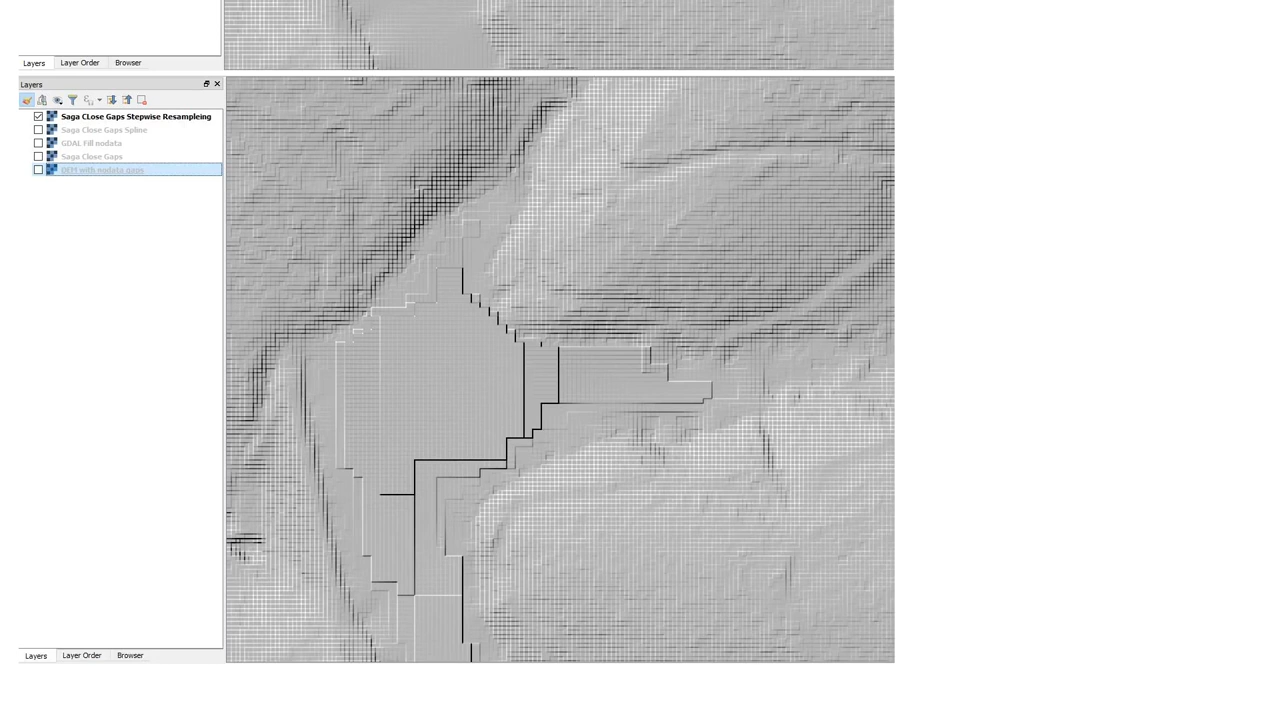 Layers Layer Order Browser
Layers
Saga CLose Gaps Stepwise Resampleing
Saga Close Gaps Spline
GDAL Fill nodata
Saga Close Gaps
DEM with nodata gaps
Layers Layer Order Browser